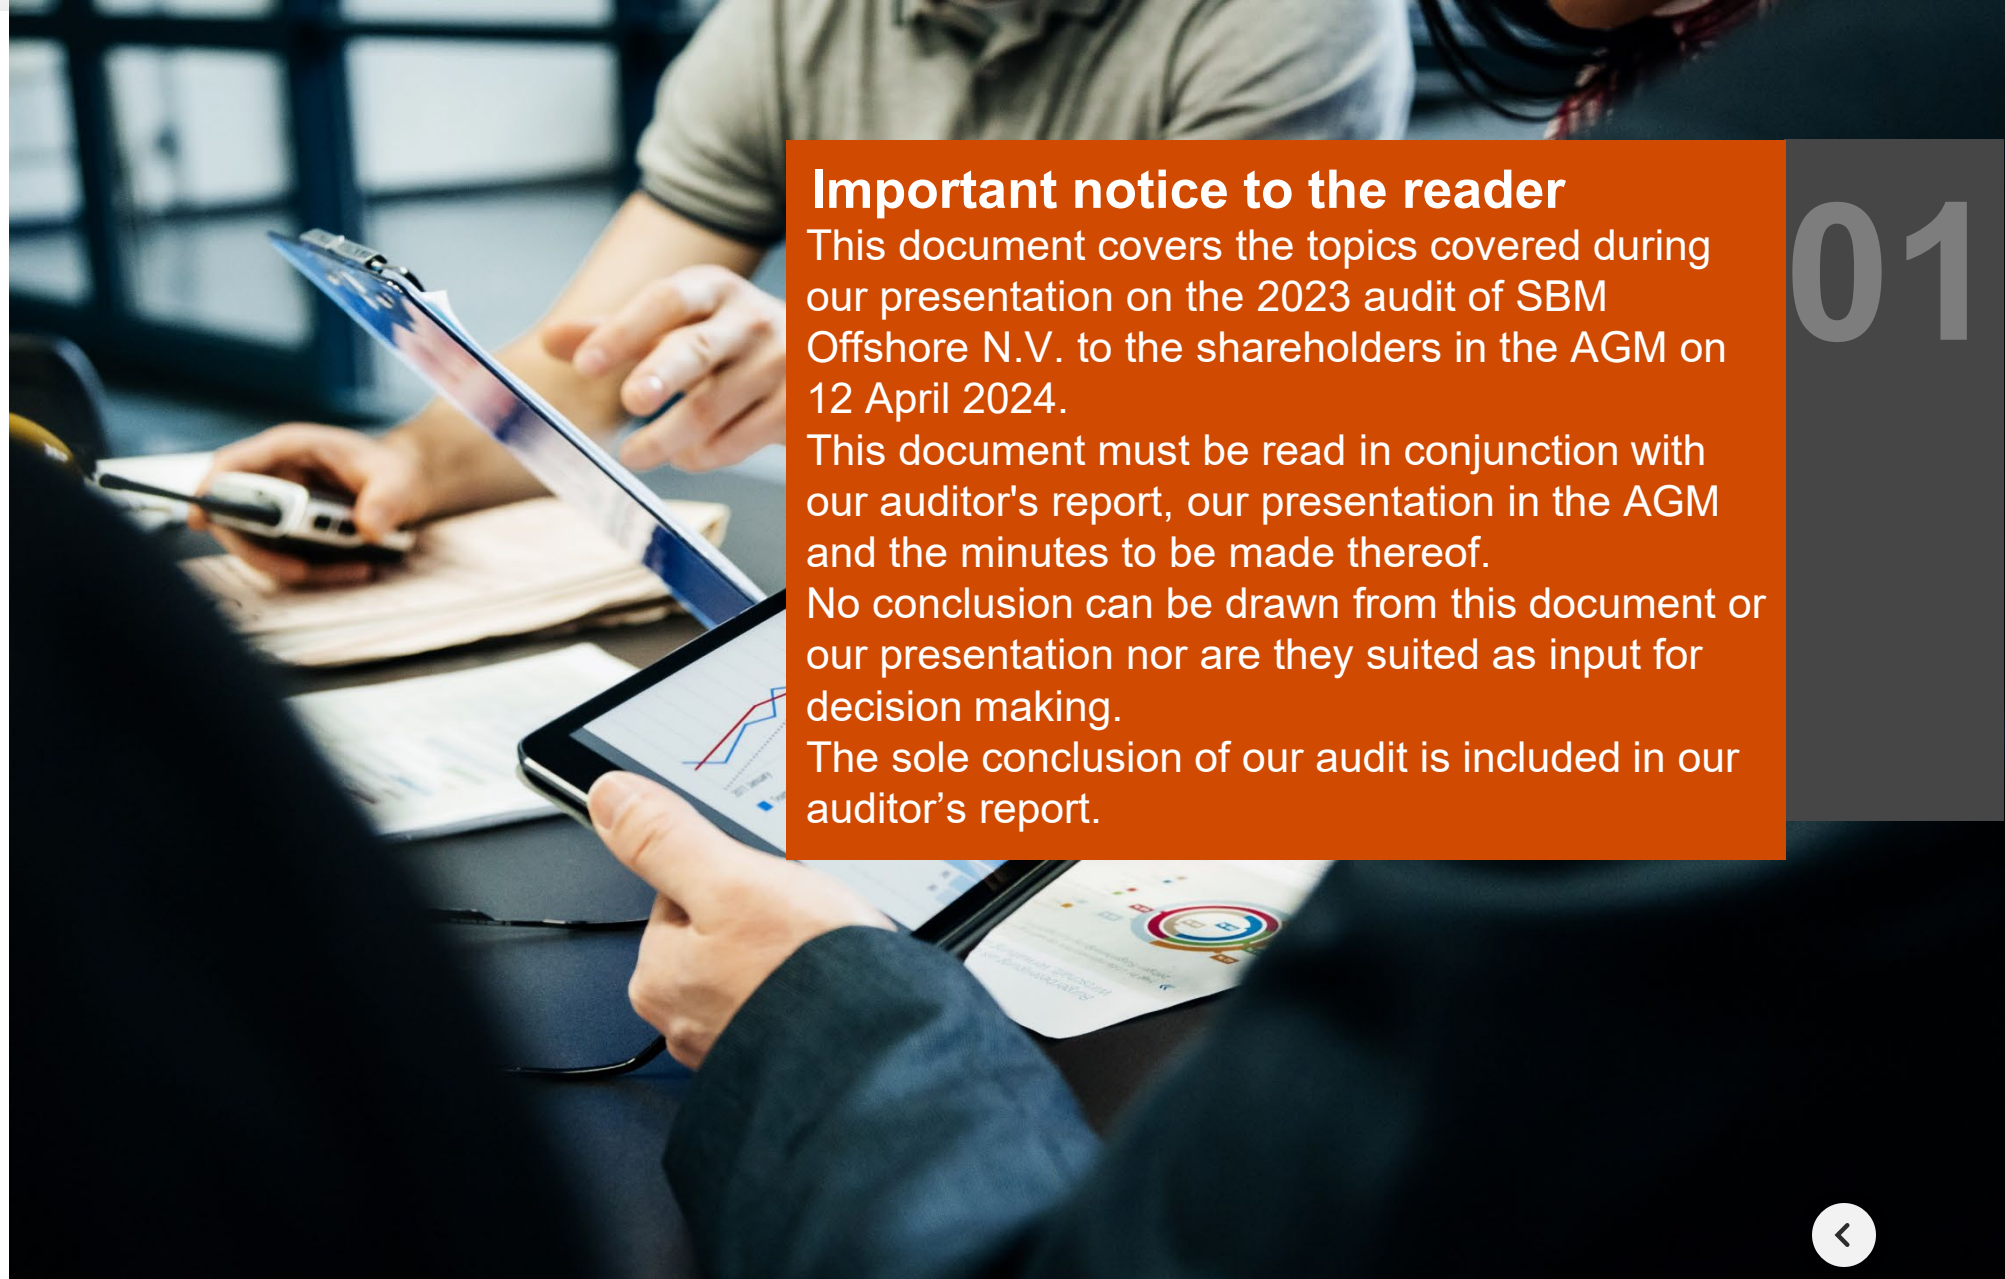 Important notice to the reader
This document covers the topics covered during
our presentation on the 2023 audit of SBM
Offshore N.V. to the shareholders in the AGM on
12 April 2024.
This document must be read in conjunction with
our auditor's report, our presentation in the AGM
and the minutes to be made thereof.
No conclusion can be drawn from this document or
our presentation nor are they suited as input for
decision making.
The sole conclusion of our audit is included in our
auditor’s report.
01